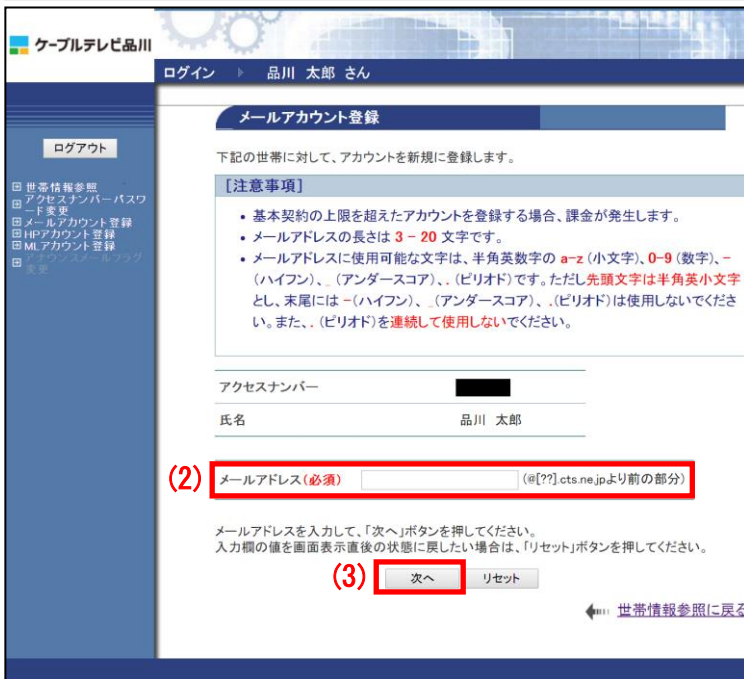 ケーブルテレビ品川
ログイン 品川 太郎 さん
ログアウト
世帯情報参照
アクセスナンバーパスワ
ード変更
メールアカウント登録
HPアカウント登録
MLアカウント登録
アナウンスメールフラグ
変更
メールアカウント登録
下記の世帯に対して、アカウントを新規に登録します。
[注意事項]
• 基本契約の上限を超えたアカウントを登録する場合、課金が発生します。
• メールアドレスの長さは 3 - 20 文字です。
• メールアドレスに使用可能な文字は、半角英数字の a-z (小文字)、0-9 (数字)、-
(ハイフン)、_ (アンダースコア)、. (ピリオド)です。ただし先頭文字は半角英小文字
とし、末尾には -(ハイフン)、_(アンダースコア)、.(ピリオド)は使用しないでくださ
い。また、. (ピリオド)を連続して使用しないでください。
アクセスナンバー
氏名 品川 太郎
(2) メールアドレス(必須) (@[??].cts.ne.jpより前の部分)
メールアドレスを入力して、「次へ」ボタンを押してください。
入力欄の値を画面表示直後の状態に戻したい場合は、「リセット」ボタンを押してください。
(3) 次へ リセット
世帯情報参照に戻る